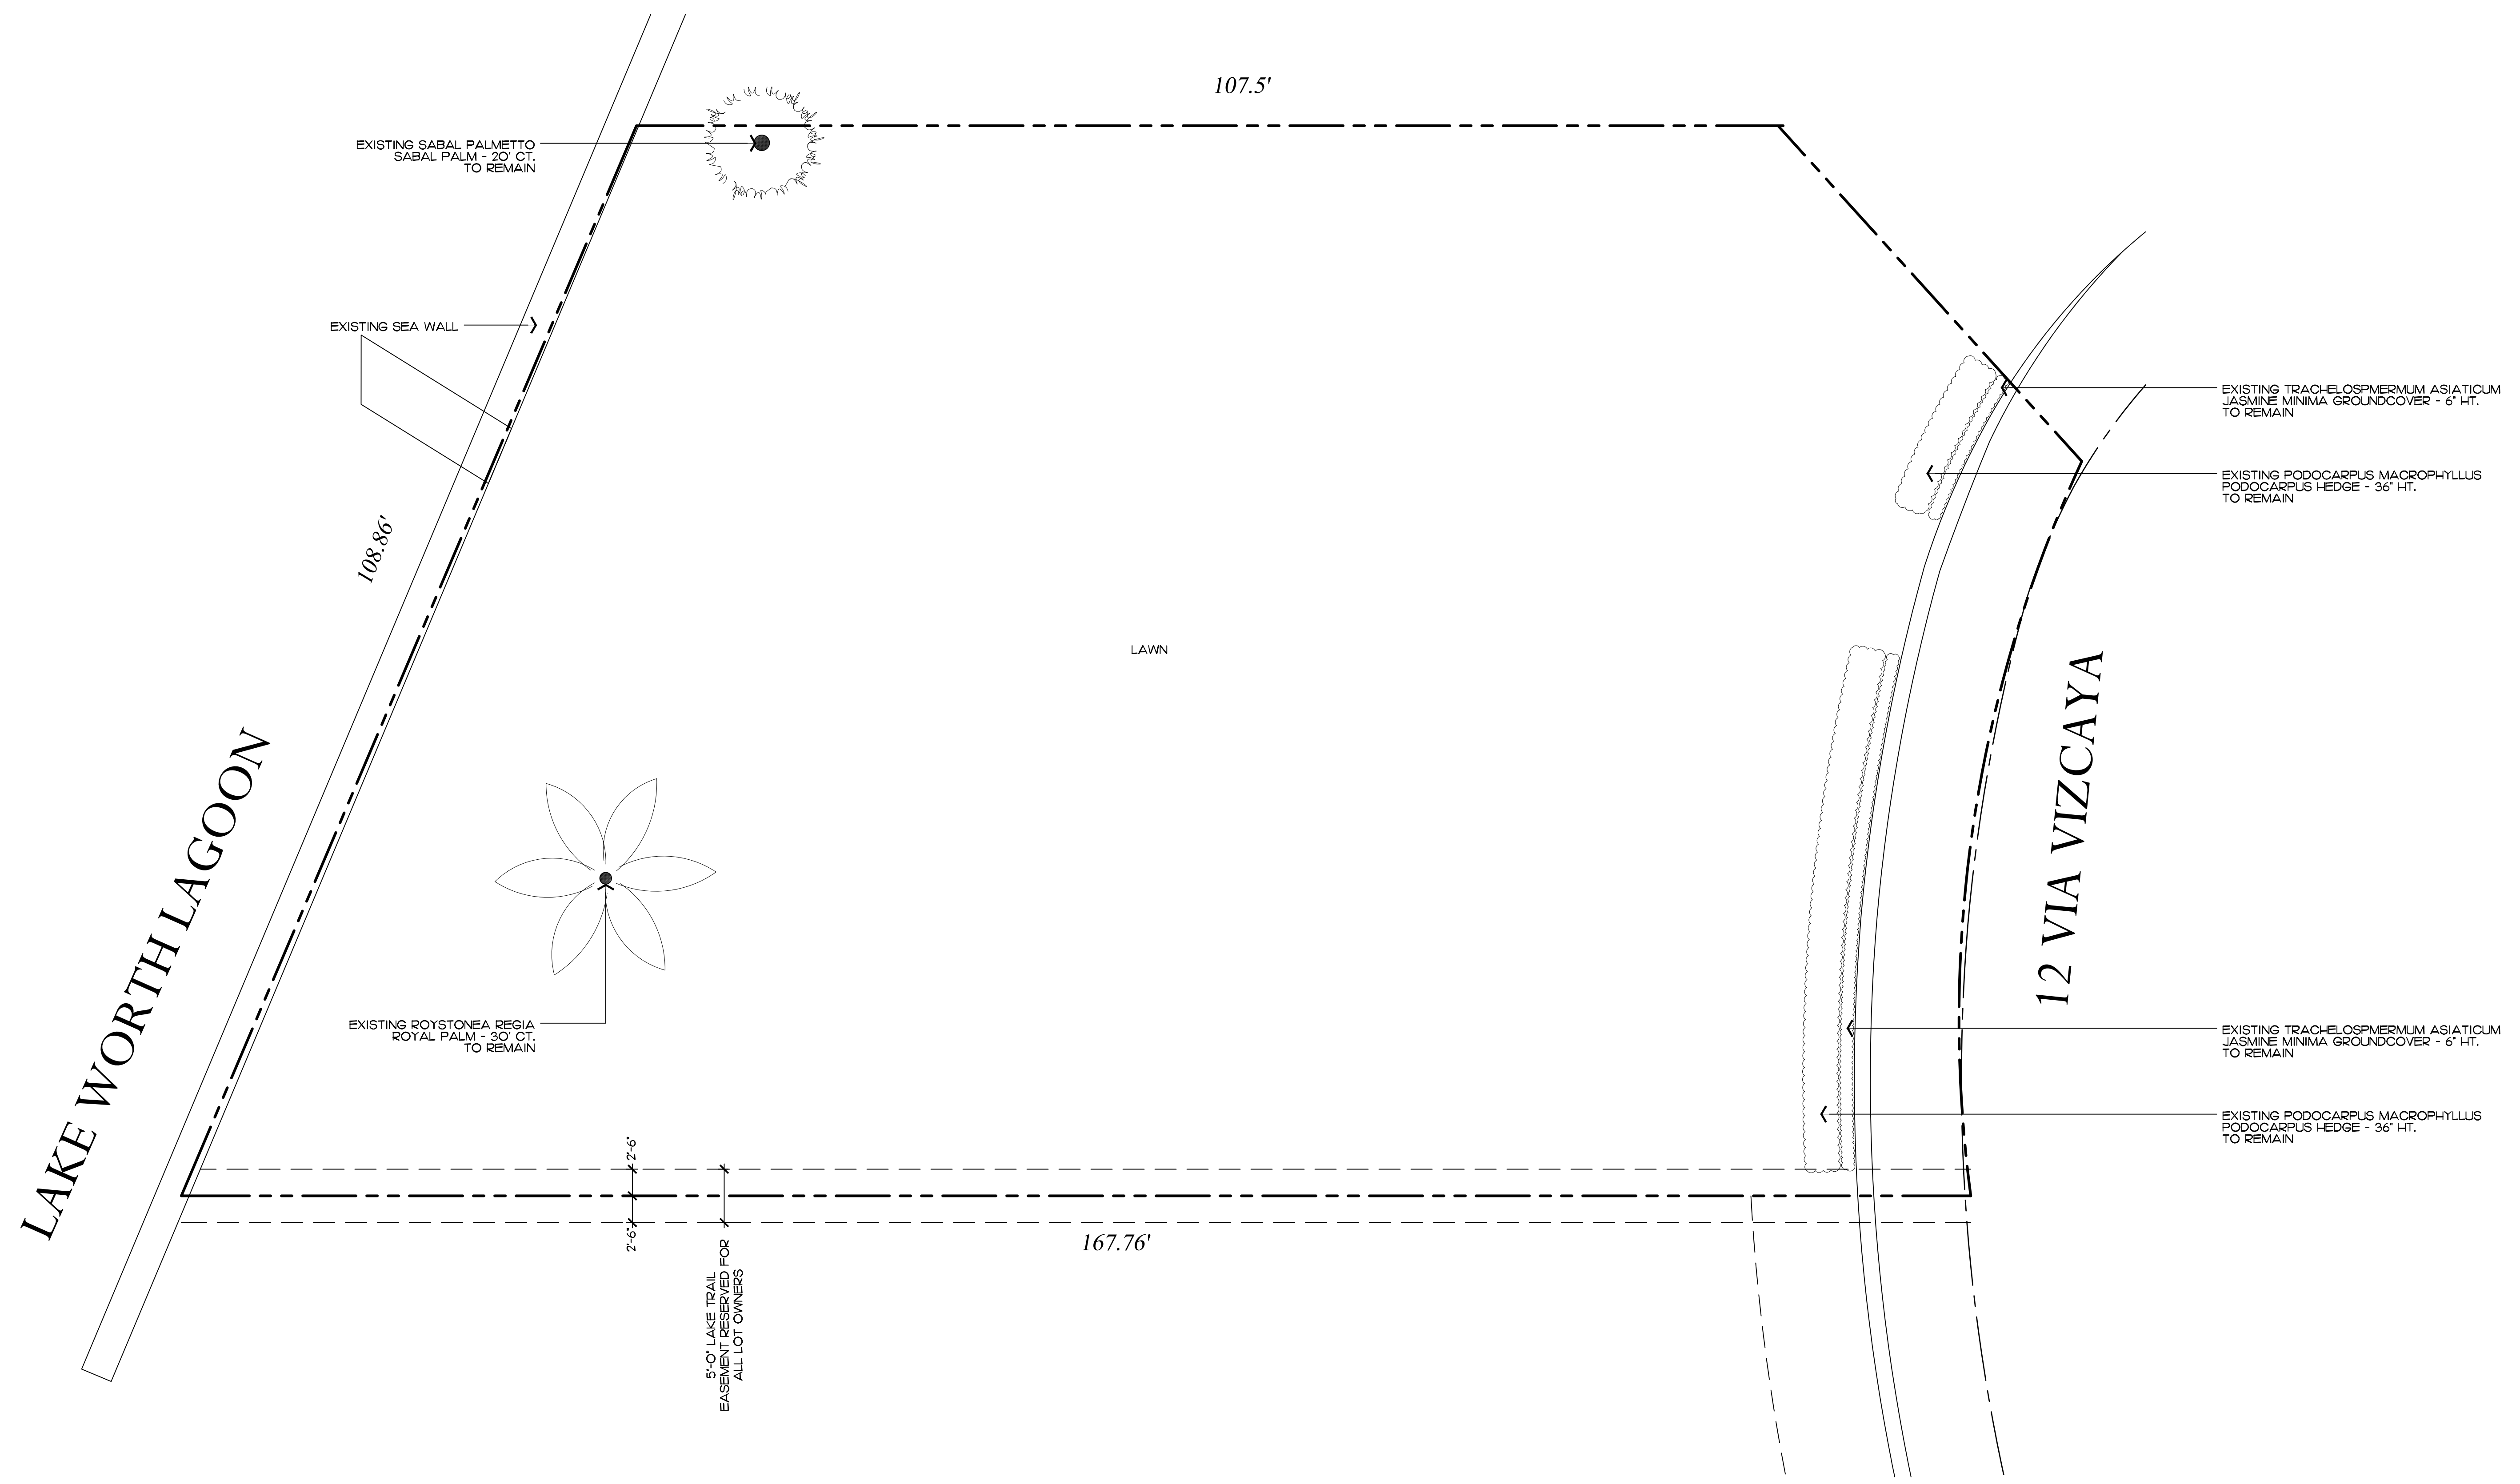 107.5'
EXISTING SABAL PALMETTO
SABAL PALM - 20' CT.
TO REMAIN
EXISTING SEA WALL
EXISTING TRACHELOSPMERMUM ASIATICUM
JASMINE MINIMA GROUNDCOVER - 6" HT.
TO REMAIN
EXISTING PODOCARPUS MACROPHYLLUS
PODOCARPUS HEDGE - 36" HT.
TO REMAIN
108.86'
LAWN
LAKE WORTH LAGOON
12 VIA VIZCAYA
EXISTING ROYSTONEA REGIA
ROYAL PALM - 30' CT.
TO REMAIN
EXISTING TRACHELOSPMERMUM ASIATICUM
JASMINE MINIMA GROUNDCOVER - 6" HT.
TO REMAIN
EXISTING PODOCARPUS MACROPHYLLUS
PODOCARPUS HEDGE - 36" HT.
TO REMAIN
2'-6"
2'-6"
167.76'
5'-0" LAKE TRAIL
EASEMENT RESERVED FOR
ALL LOT OWNERS